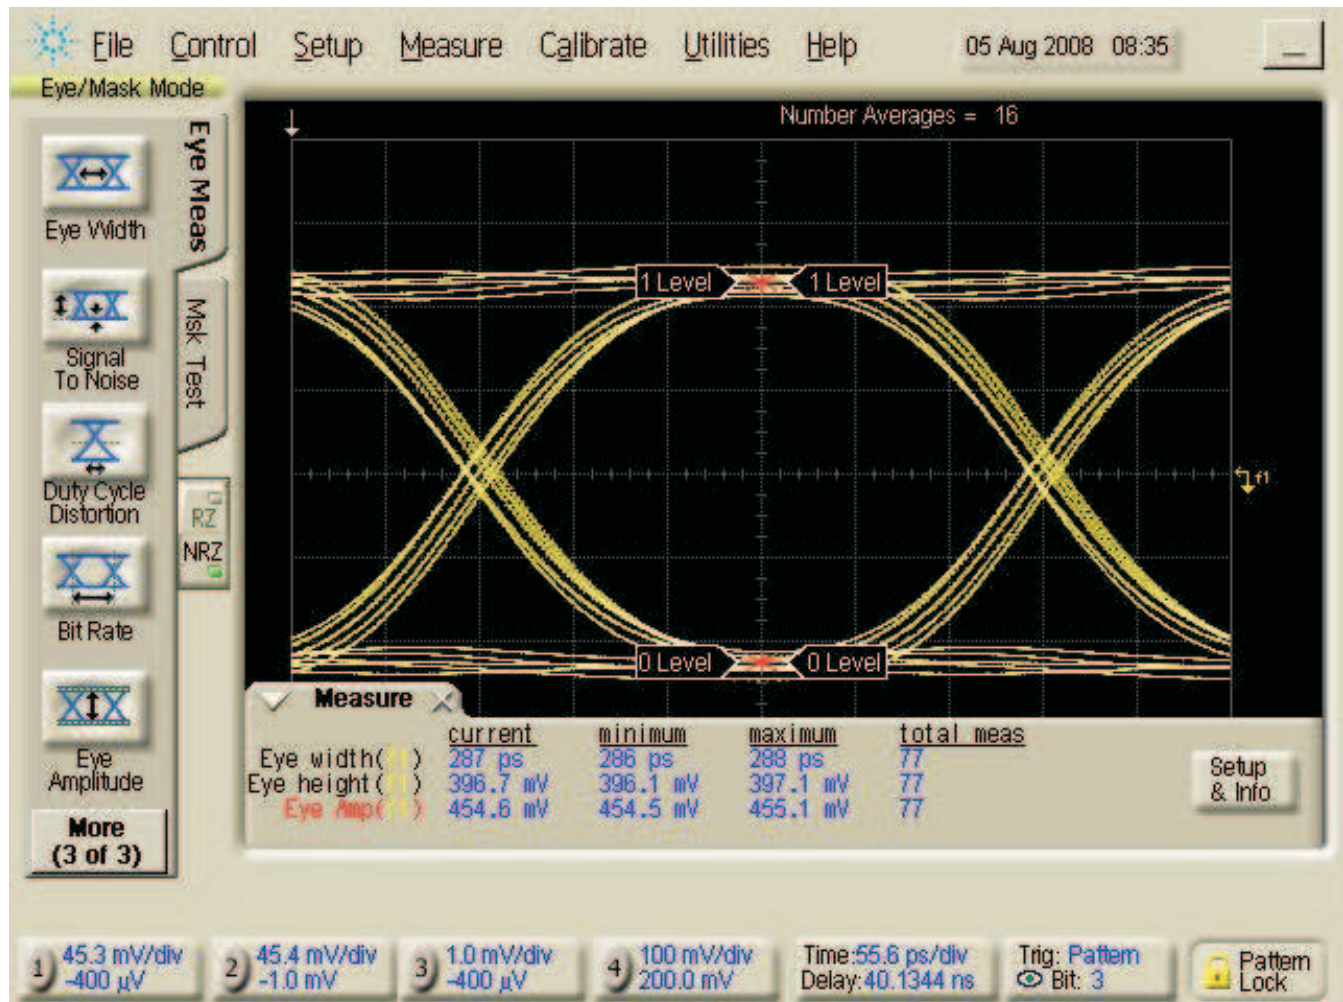 File Control Setup Measure Calibrate Utilities Help 05 Aug 2008 08:35
Eye/Mask Mode
Number Averages = 16
Eye Meas
Msk Test
Eye Width
Signal
To Noise
Duty Cycle
Distortion
Bit Rate
Eye
Amplitude
More
(3 of 3)
RZ
NRZ
1 Level 1 Level
f1
0 Level 0 Level
Measure
current minimum maximum total meas
Eye width(f1) 287 ps 286 ps 288 ps 77
Eye height(f1) 396.7 mV 396.1 mV 397.1 mV 77
Eye Amp(f1) 454.6 mV 454.5 mV 455.1 mV 77
Setup
& Info
1) 45.3 mV/div
-400 µV
2) 45.4 mV/div
-1.0 mV
3) 1.0 mV/div
-400 µV
4) 100 mV/div
200.0 mV
Time:55.6 ps/div
Delay:40.1344 ns
Trig: Pattern
Bit: 3
Pattern
Lock